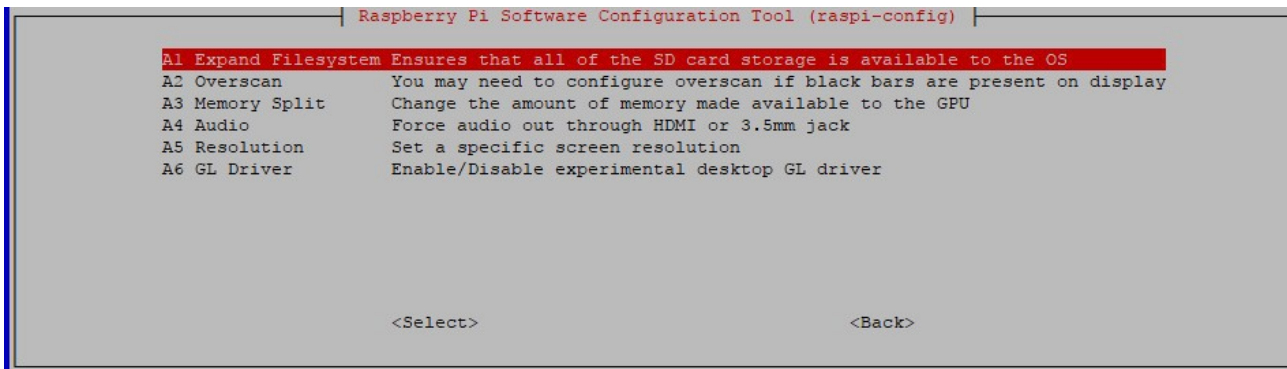 Raspberry Pi Software Configuration Tool (raspi-config)
A1 Expand Filesystem Ensures that all of the SD card storage is available to the OS
A2 Overscan You may need to configure overscan if black bars are present on display
A3 Memory Split Change the amount of memory made available to the GPU
A4 Audio Force audio out through HDMI or 3.5mm jack
A5 Resolution Set a specific screen resolution
A6 GL Driver Enable/Disable experimental desktop GL driver
<Select> <Back>